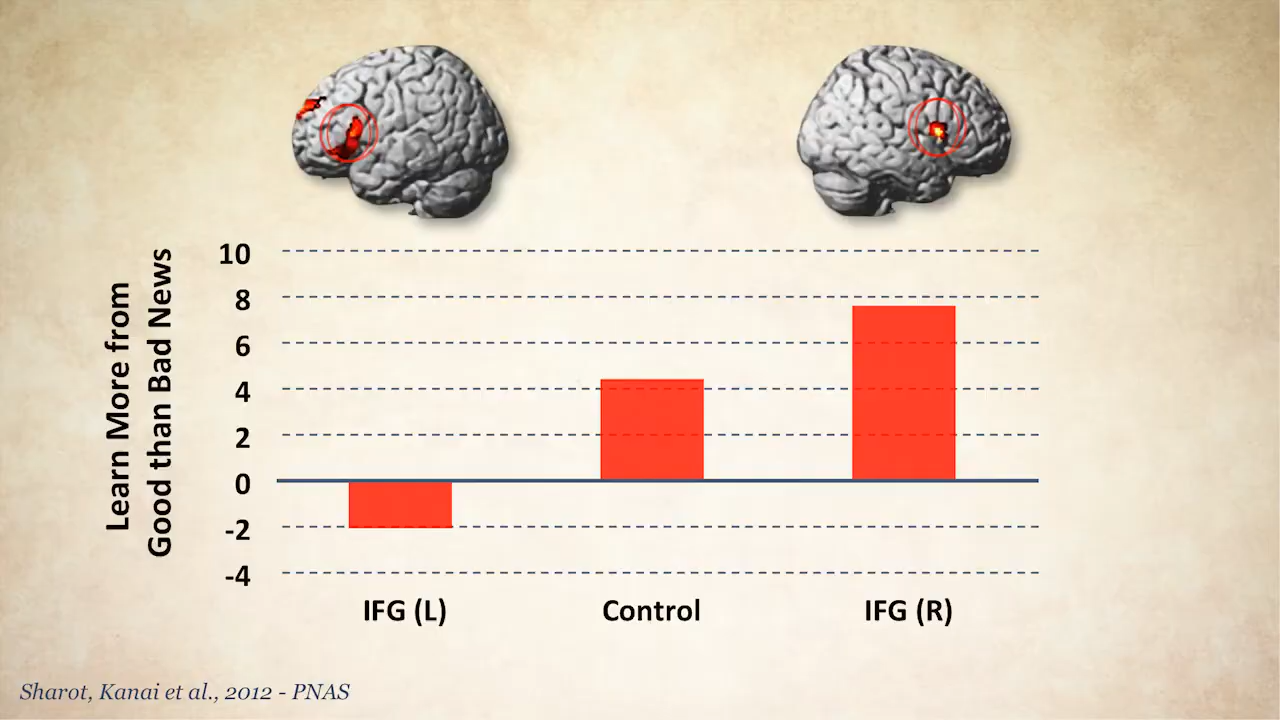 Learn More from
Good than Bad News
10
8
6
4
2
0
-2
-4
IFG (L)
Control
IFG (R)
Sharot, Kanai et al., 2012 - PNAS